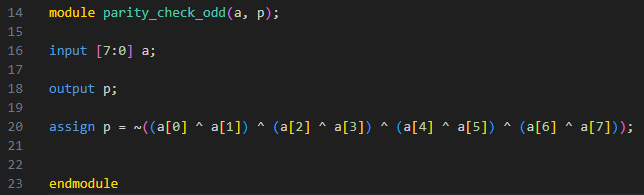 14 module parity_check_odd(a, p);
15
16 input [7:0] a;
17
18 output p;
19
20 assign p = ~((a[0] ^ a[1]) ^ (a[2] ^ a[3]) ^ (a[4] ^ a[5]) ^ (a[6] ^ a[7]));
21
22
23 endmodule